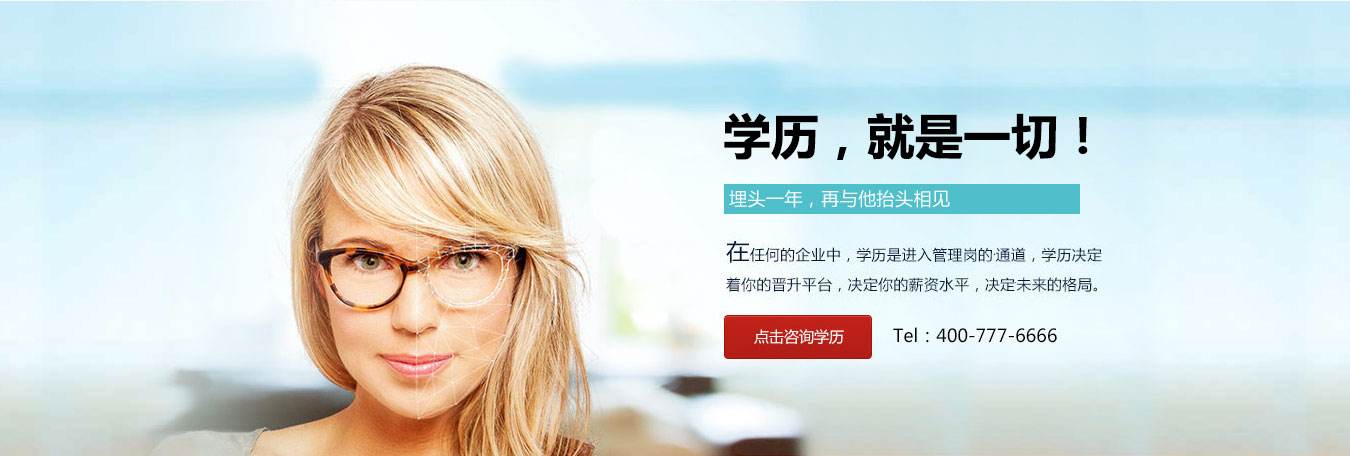 学历，就是一切！
埋头一年，再与他抬头相见
在任何的企业中，学历是进入管理岗的'通道，学历决定
着你的晋升平台，决定你的薪资水平，决定未来的格局。
点击咨询学历
Tel：400-777-6666